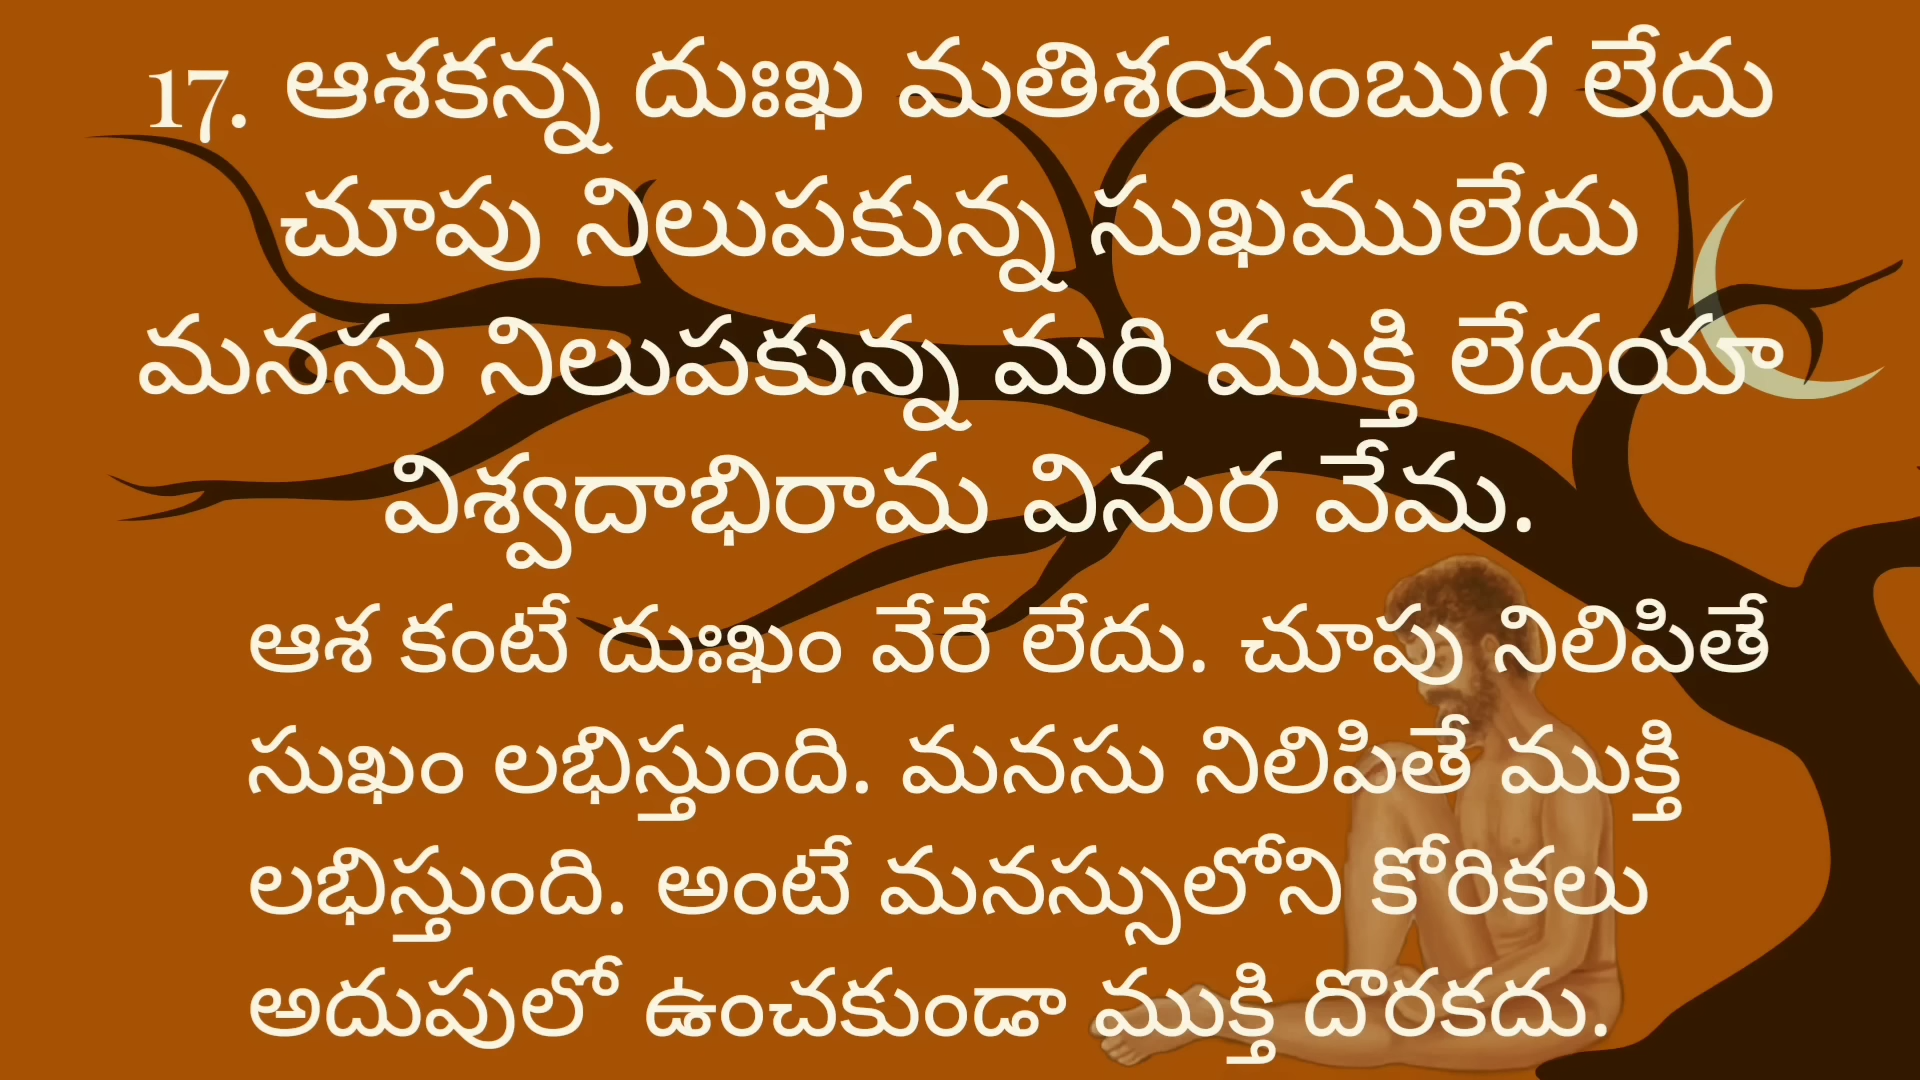 17. ఆశకన్న దుఃఖ మతిశయంబుగ లేదు
చూపు నిలుపకున్న సుఖములేదు
మనసు నిలుపకున్న మరి ముక్తి లేదయా
విశ్వదాభిరామ వినుర వేమ.
ఆశ కంటే దుఃఖం వేరే లేదు. చూపు నిలిపితే
సుఖం లభిస్తుంది. మనసు నిలిపితే ముక్తి
లభిస్తుంది. అంటే మనస్సులోని కోరికలు
అదుపులో ఉంచకుండా ముక్తి దొరకదు.